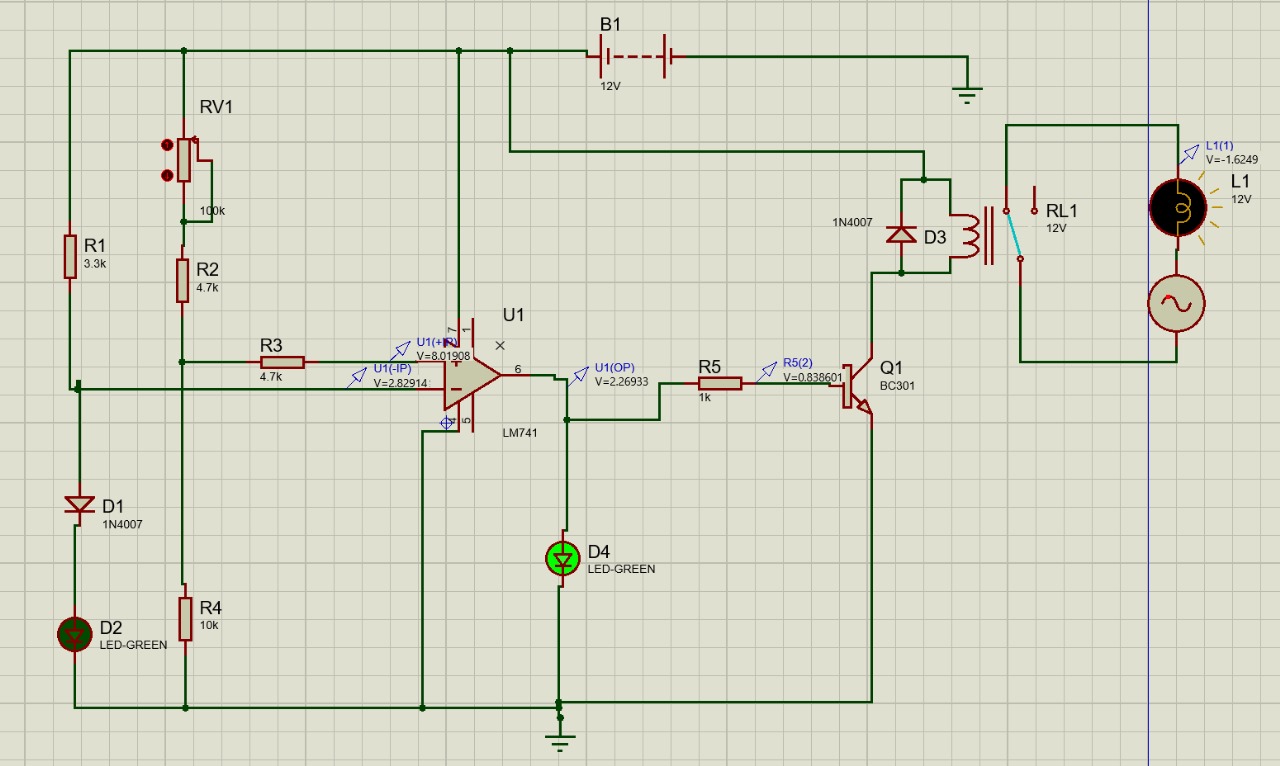 B1
12V
RV1
100k
L1(1)
V=-1.6249
L1
12V
1N4007
D3
RL1
12V
R1
3.3k
R2
4.7k
U1
7
1
U1(+IP)
V=8.01908
R3
4.7k
U1(-IP)
V=2.82914
6
U1(OP)
V=2.26933
R5
1k
R5(2)
V=0.838601
Q1
BC301
4
5
LM741
D1
1N4007
D4
LED-GREEN
R4
10k
D2
LED-GREEN